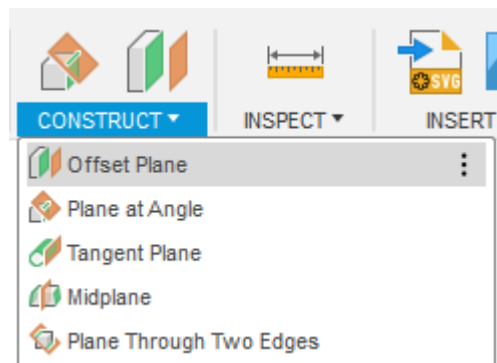 SVG
CONSTRUCT INSPECT INSERT
Offset Plane
Plane at Angle
Tangent Plane
Midplane
Plane Through Two Edges